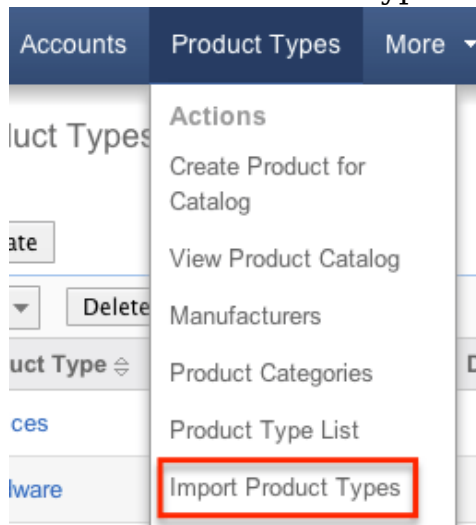 Accounts Product Types More
Actions
duct Types
Create Product for
Catalog
ate
View Product Catalog
Delete
Manufacturers
uct Type
Product Categories
ces
Product Type List
lware
Import Product Types